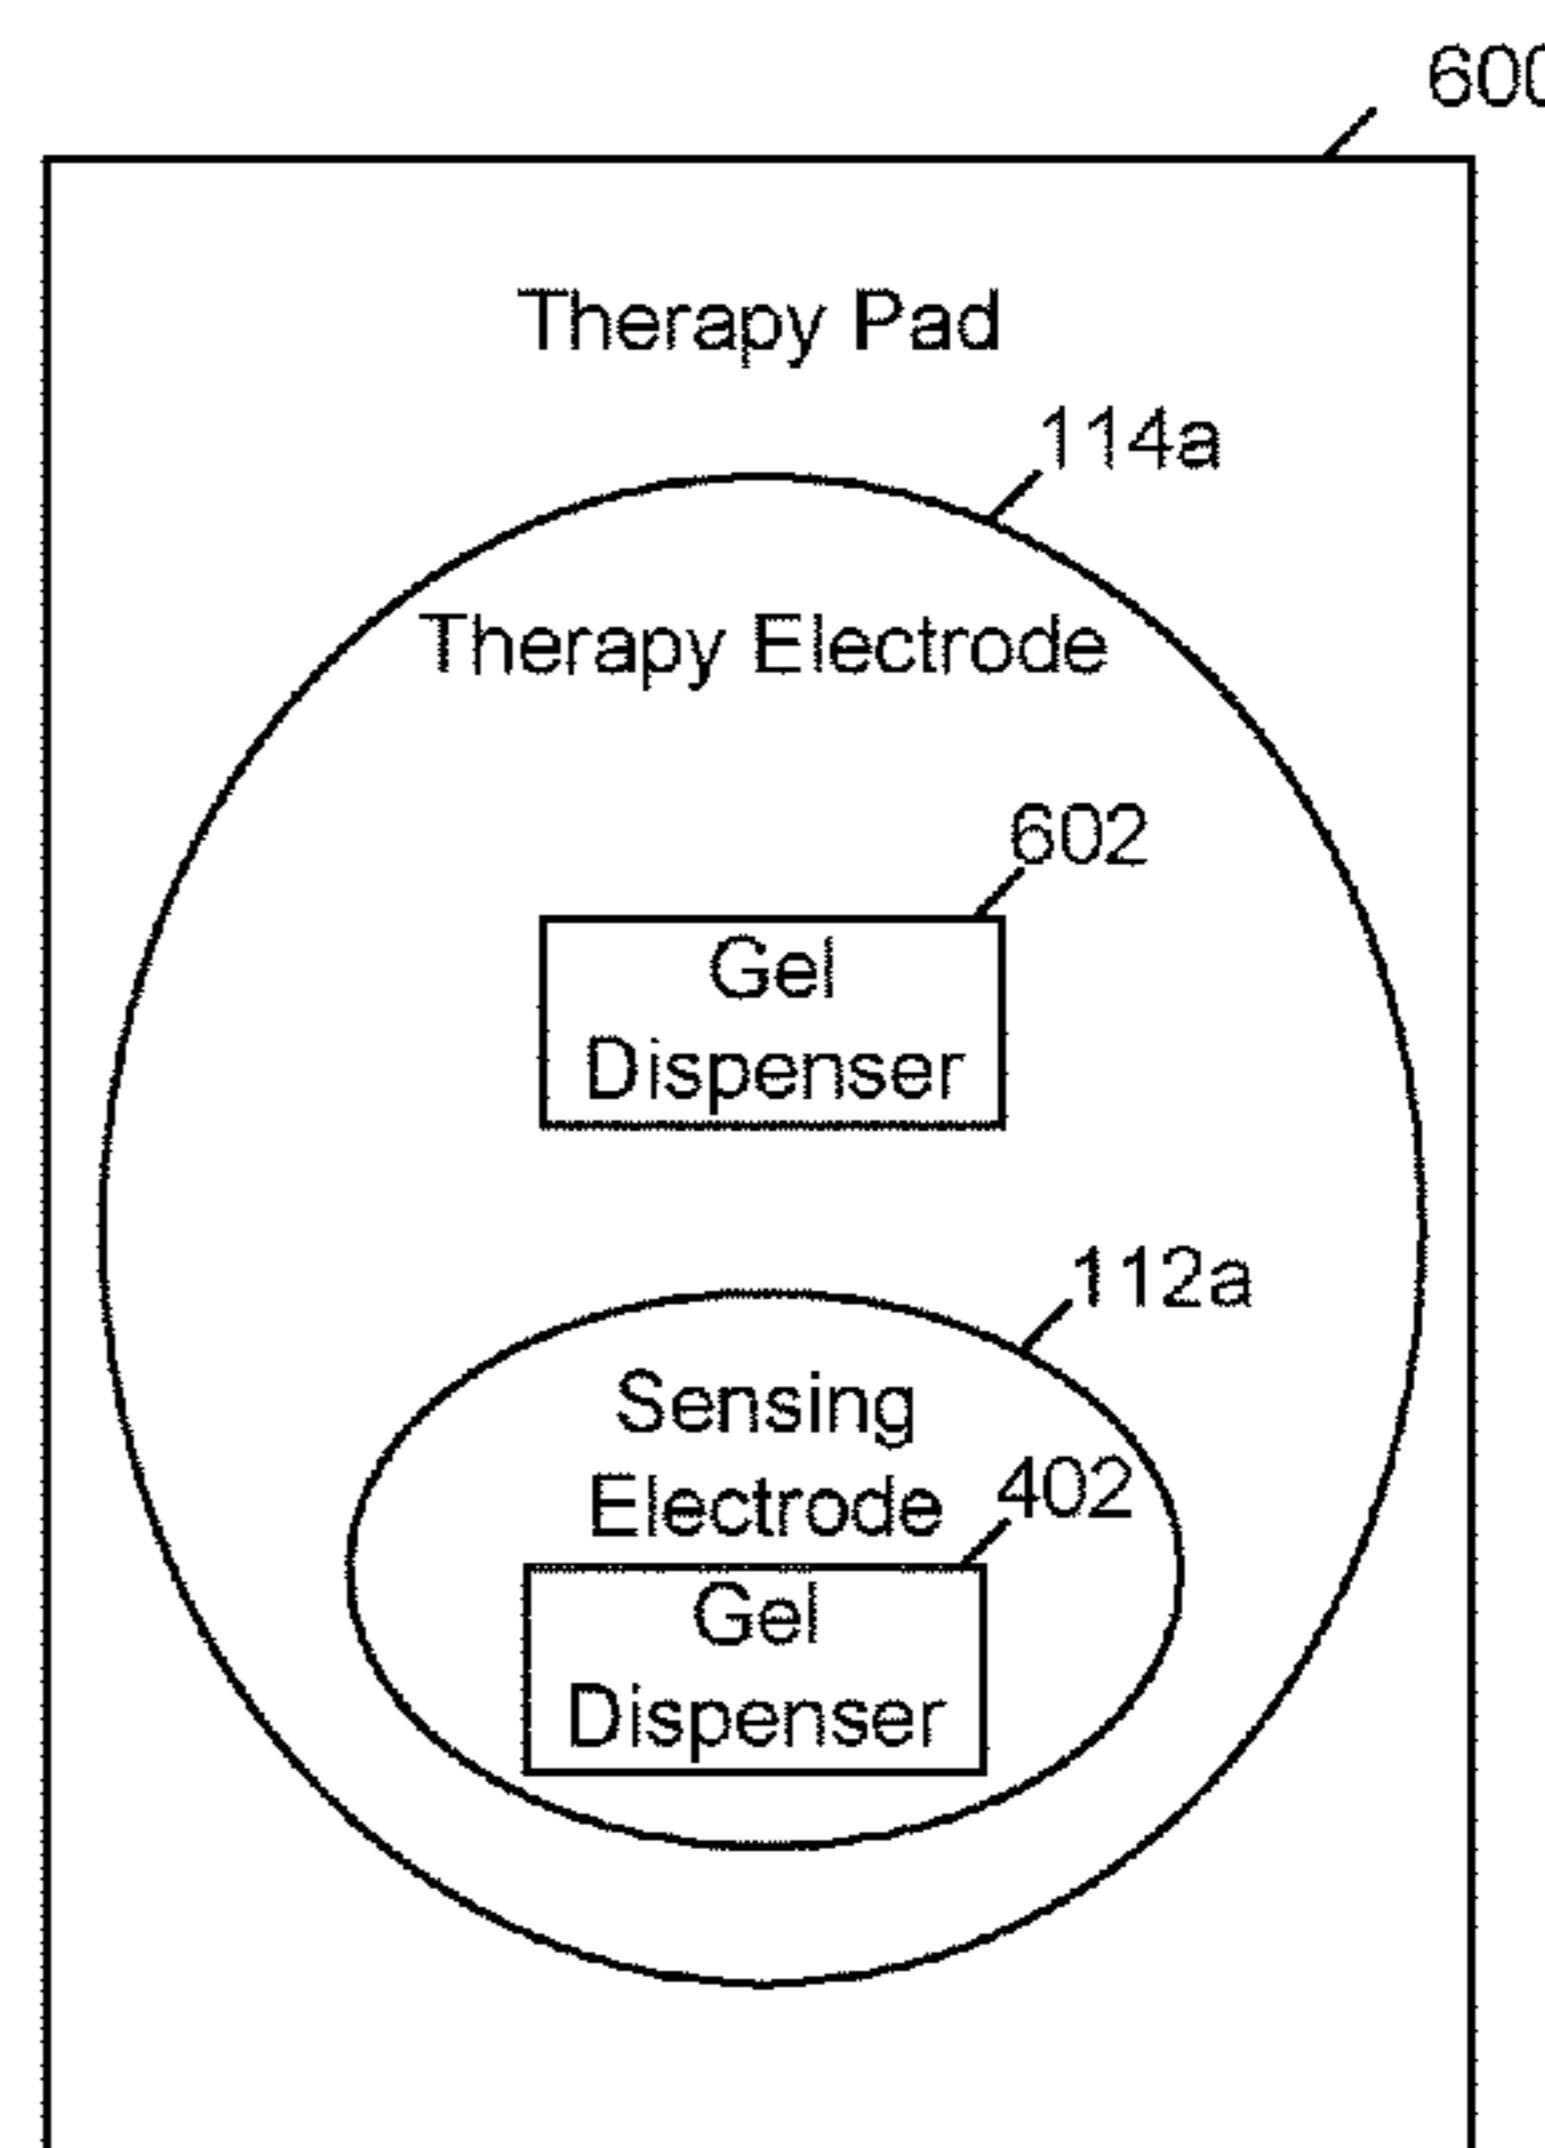 600
Therapy Pad
114a
Therapy Electrode
602
Gel
Dispenser
112a
Sensing
Electrode
402
Gel
Dispenser